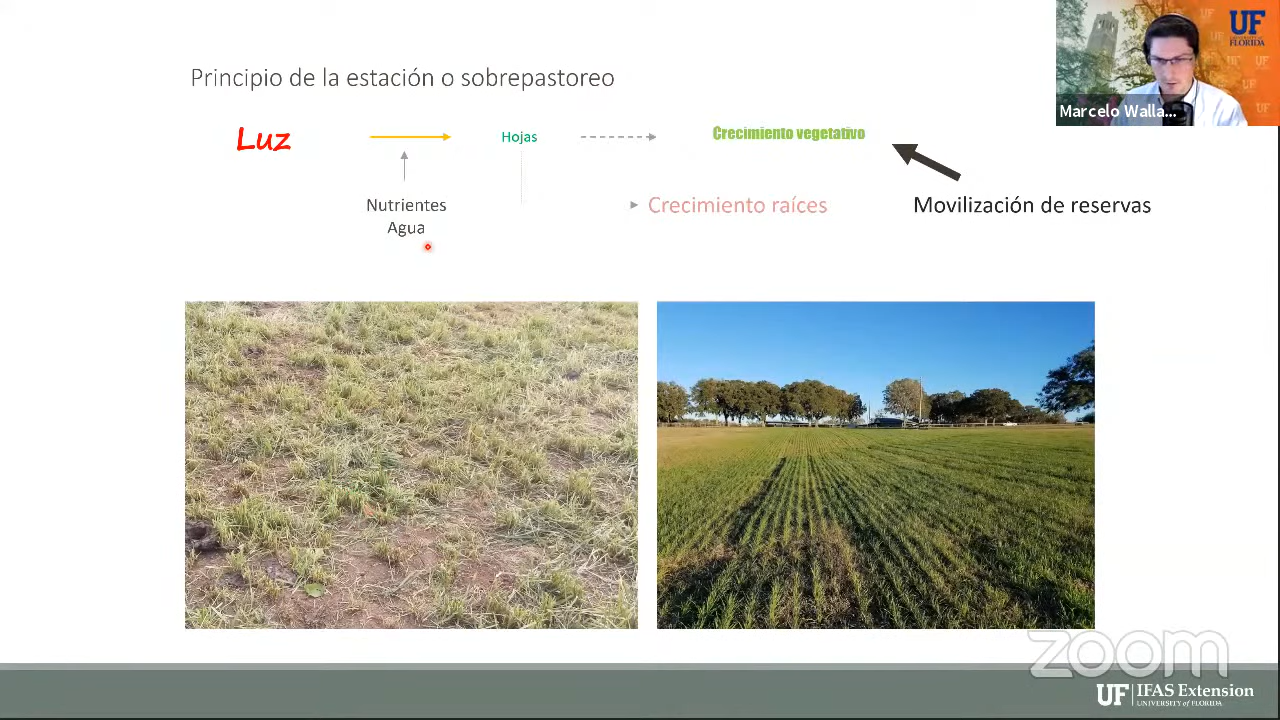 UF
UNIVERSITY of
FLORIDA
Marcelo Walla...
Principio de la estación o sobrepastoreo
Luz
Hojas
Crecimiento vegetativo
Nutrientes
Agua
Crecimiento raíces
Movilización de reservas
zoom
UF IFAS Extension
UNIVERSITY of FLORIDA